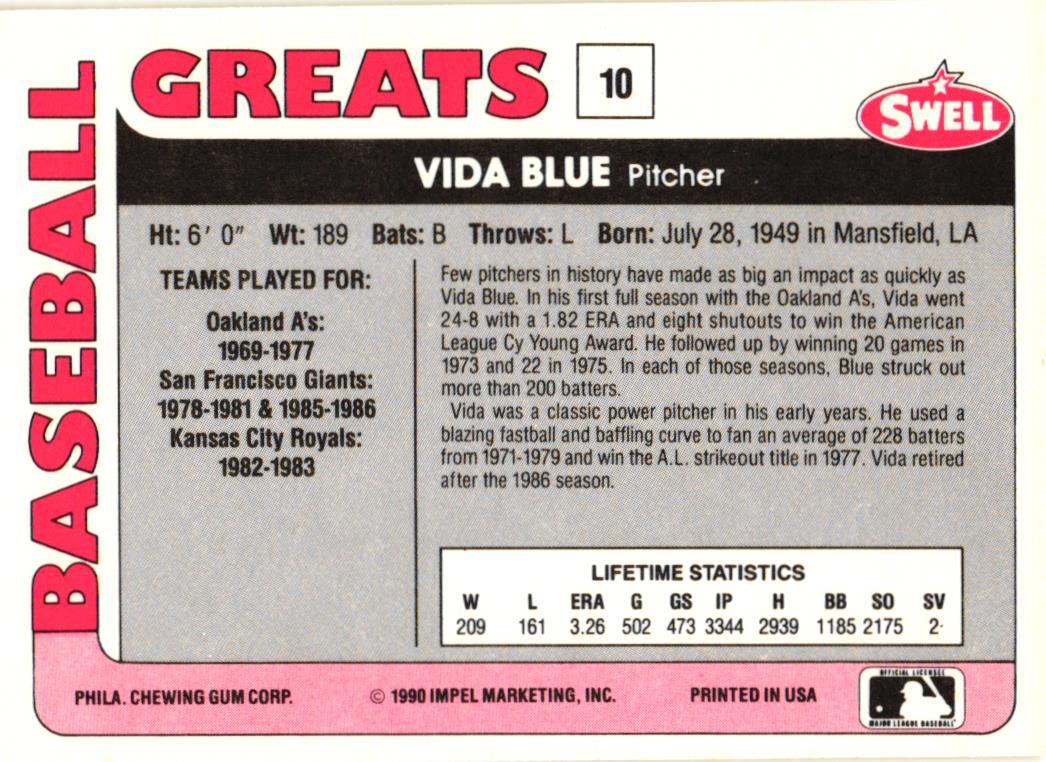 BASEBALL
GREATS
10
SWELL
VIDA BLUE Pitcher
Ht: 6' 0" Wt: 189 Bats: B Throws: L Born: July 28, 1949 in Mansfield, LA
TEAMS PLAYED FOR:
Oakland A's:
1969-1977
San Francisco Giants:
1978-1981 & 1985-1986
Kansas City Royals:
1982-1983
Few pitchers in history have made as big an impact as quickly as
Vida Blue. In his first full season with the Oakland A's, Vida went
24-8 with a 1.82 ERA and eight shutouts to win the American
League Cy Young Award. He followed up by winning 20 games in
1973 and 22 in 1975. In each of those seasons, Blue struck out
more than 200 batters.
Vida was a classic power pitcher in his early years. He used a
blazing fastball and baffling curve to fan an average of 228 batters
from 1971-1979 and win the A.L. strikeout title in 1977. Vida retired
after the 1986 season.
LIFETIME STATISTICS
W L ERA G GS IP H BB SO SV
209 161 3.26 502 473 3344 2939 1185 2175 2
PHILA. CHEWING GUM CORP. © 1990 IMPEL MARKETING, INC. PRINTED IN USA
OFFICIAL LICENSEE
MAJOR LEAGUE BASEBALL